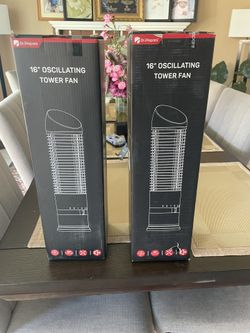 Dr.Prepare
16" OSCILLATING
TOWER FAN
Dr.Prepare
16" OSCILLATING
TOWER FAN